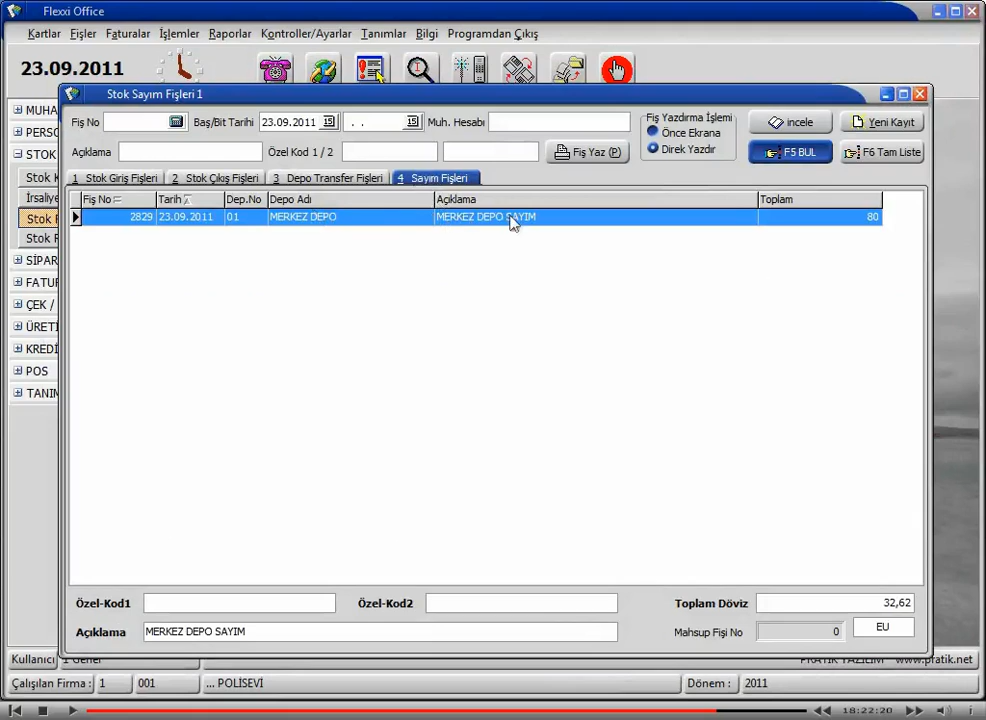 Flexxi Office
Kartlar Fişler Faturalar İşlemler Raporlar Kontroller/Ayarlar Tanımlar Bilgi Programdan Çıkış
23.09.2011
Stok Sayım Fişleri 1
Fiş No Baş/Bit Tarihi 23.09.2011 15 . . 15 Muh. Hesabı
Fiş Yazdırma İşlemi
Önce Ekrana
Direk Yazdır
incele Yeni Kayıt
Açıklama Özel Kod 1 / 2 Fiş Yaz (P) F5 BUL F6 Tam Liste
1 Stok Giriş Fişleri 2 Stok Çıkış Fişleri 3 Depo Transfer Fişleri 4 Sayım Fişleri
Fiş No Tarih Dep.No Depo Adı Açıklama Toplam
2829 23.09.2011 01 MERKEZ DEPO MERKEZ DEPO SAYIM 80
MUHA
PERSO
STOK
Stok K
İrsaliye
Stok F
Stok F
SİPAR
FATUR
ÇEK /
ÜRETİ
KREDİ
POS
TANIM
Özel-Kod1 Özel-Kod2 Toplam Döviz 32,62
Açıklama MERKEZ DEPO SAYIM Mahsup Fişi No 0 EU
Kullanıcı 1 Genel PRATİK YAZILIM www.pratik.net
Çalışılan Firma : 1 001 ... POLİSEVİ Dönem : 2011
18:22:20